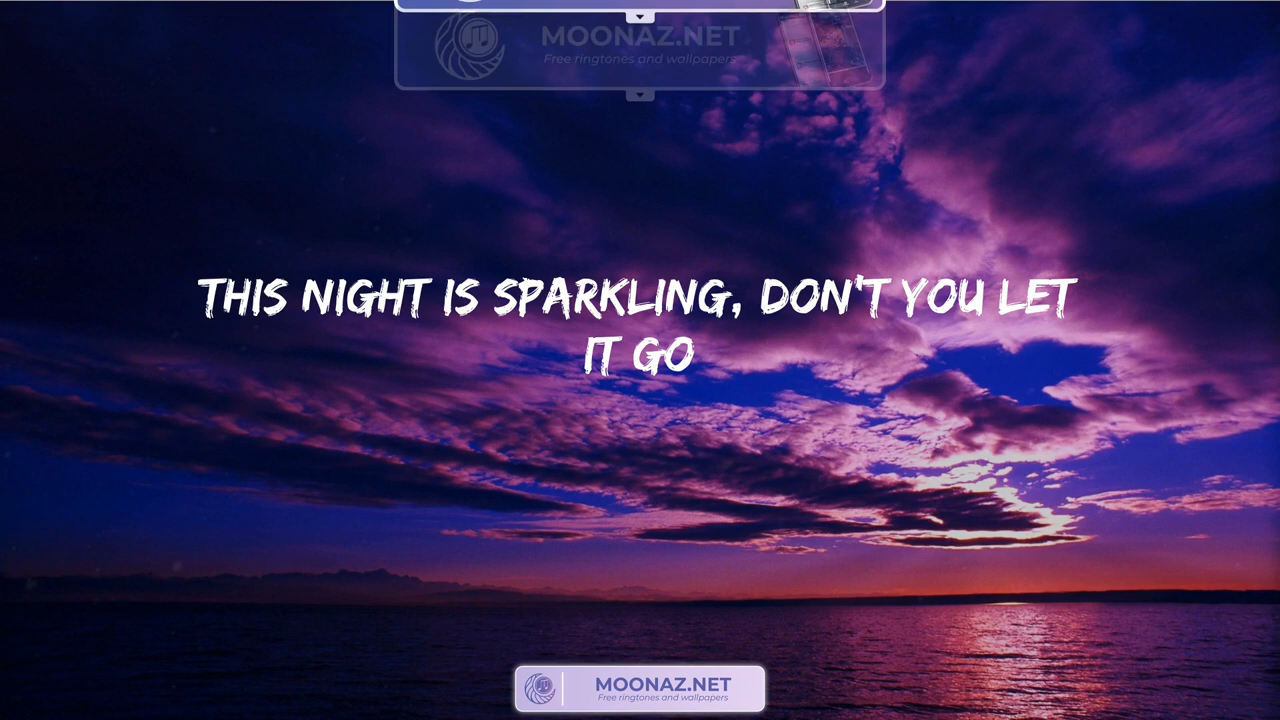 MOONAZ.NET
Free ringtones and wallpapers
THIS NIGHT IS SPARKLING, DON'T YOU LET
IT GO
MOONAZ.NET
Free ringtones and wallpapers